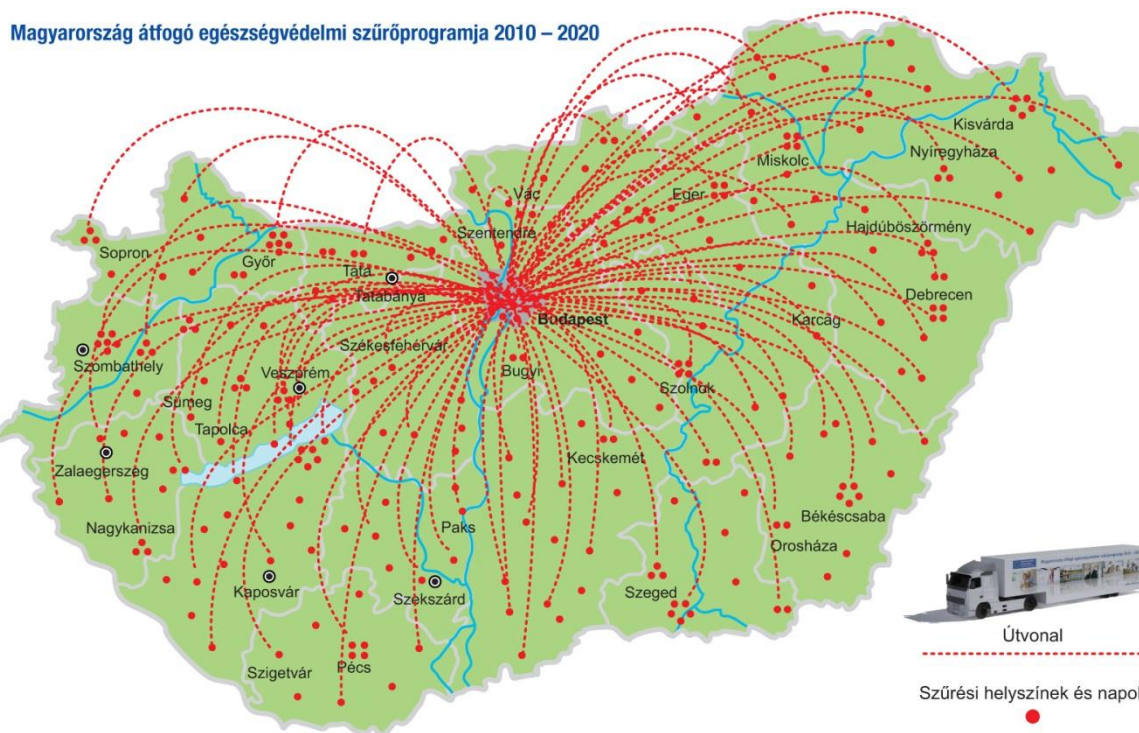 Magyarország átfogó egészségvédelmi szűrőprogramja 2010 – 2020
Kisvárda
Miskolc
Nyíregyháza
Vác
Eger
Szentendre
Hajdúböszörmény
Sopron
Győr
Tata
Tatabánya
Debrecen
Budapest
Karcag
Székesfehérvár
Szombathely
Veszprém
Bugyi
Szolnok
Sümeg
Tapolca
Kecskemét
Zalaegerszeg
Nagykanizsa
Paks
Békéscsaba
Orosháza
Kaposvár
Szekszárd
Szeged
Szigetvár
Pécs
Útvonal
Szűrési helyszínek és napok